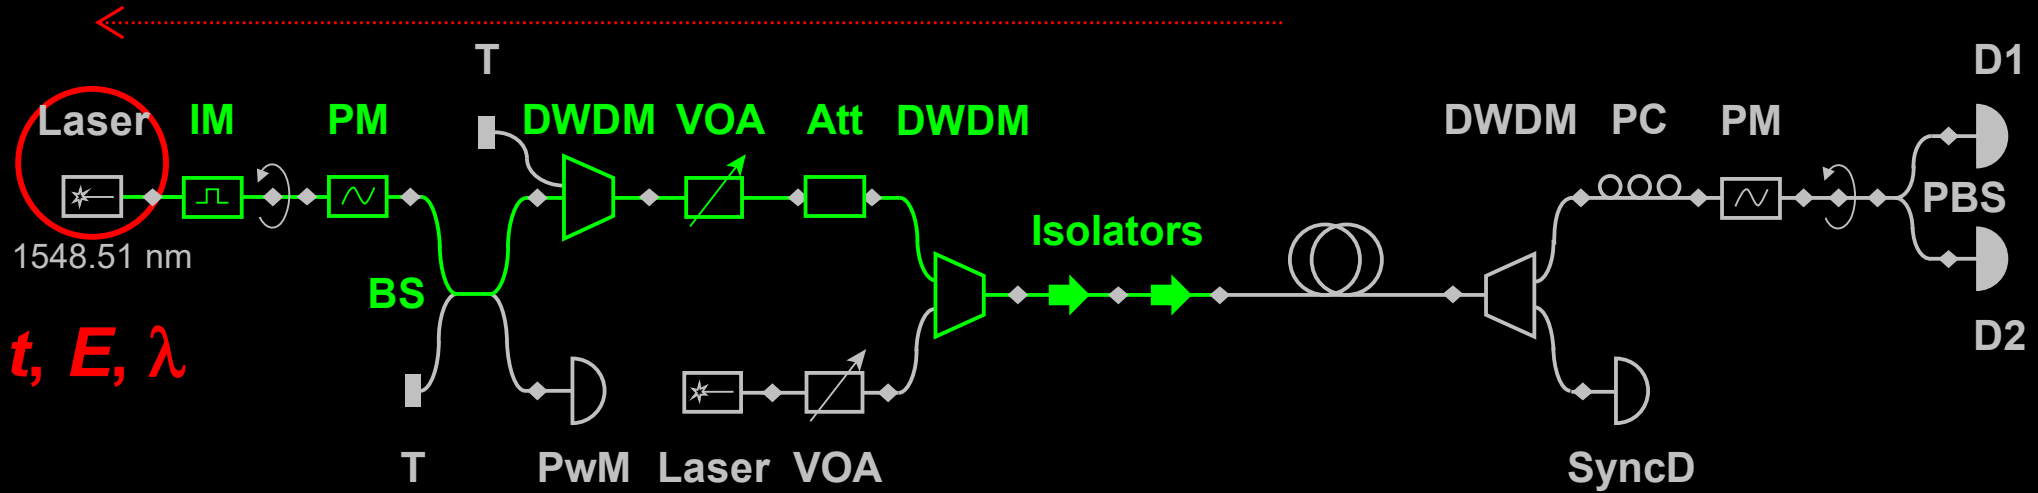 T
D1
Laser
IM
PM
DWDM
VOA
Att
DWDM
DWDM
PC
PM
PBS
Isolators
1548.51 nm
BS
t, E, λ
D2
T
PwM
Laser
VOA
SyncD